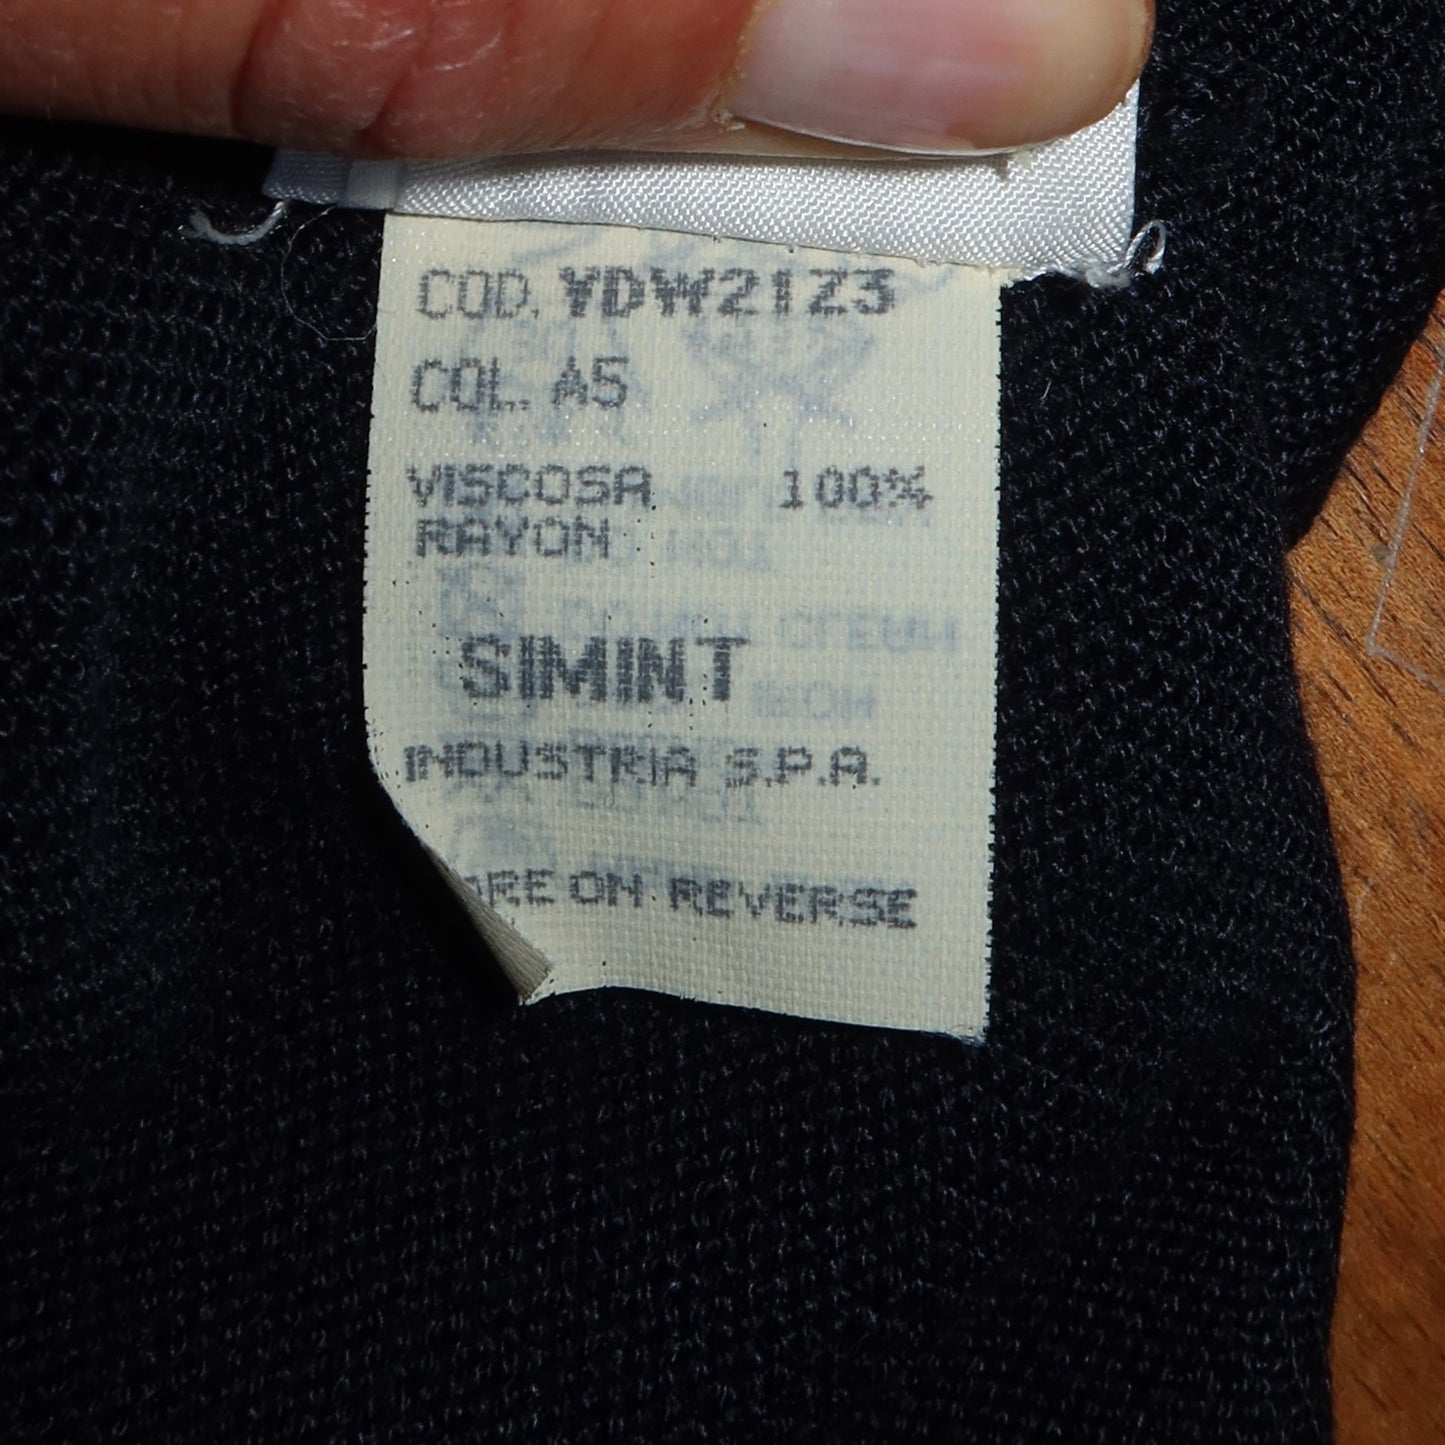 COD. YDW21Z3
COL. A5
VISCOSA 100%
RAYON
SIMINT
INDUSTRIA S.P.A.
ARE ON REVERSE